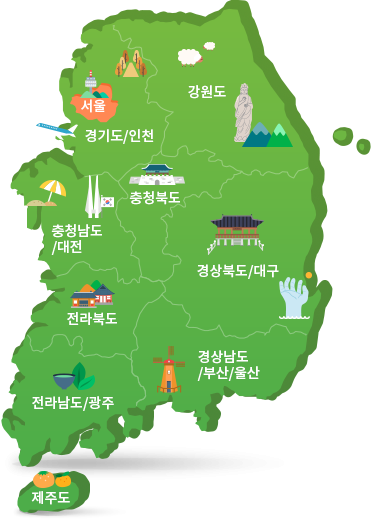 강원도
서울
경기도/인천
충청북도
충청남도
/대전
경상북도/대구
전라북도
경상남도
/부산/울산
전라남도/광주
제주도